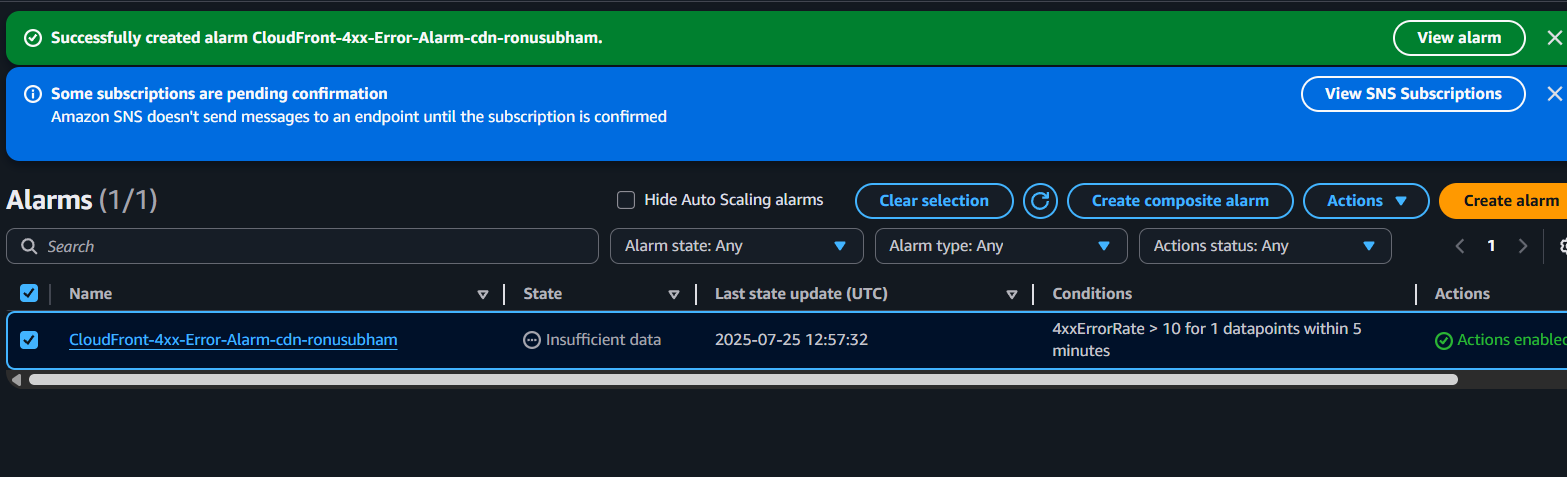 Successfully created alarm CloudFront-4xx-Error-Alarm-cdn-ronusubham.
View alarm
Some subscriptions are pending confirmation
Amazon SNS doesn't send messages to an endpoint until the subscription is confirmed
View SNS Subscriptions
Alarms (1/1)
Hide Auto Scaling alarms
Clear selection
Create composite alarm
Actions
Create alarm
Search
Alarm state: Any
Alarm type: Any
Actions status: Any
1
Name
State
Last state update (UTC)
Conditions
Actions
CloudFront-4xx-Error-Alarm-cdn-ronusubham
Insufficient data
2025-07-25 12:57:32
4xxErrorRate > 10 for 1 datapoints within 5
minutes
Actions enabled